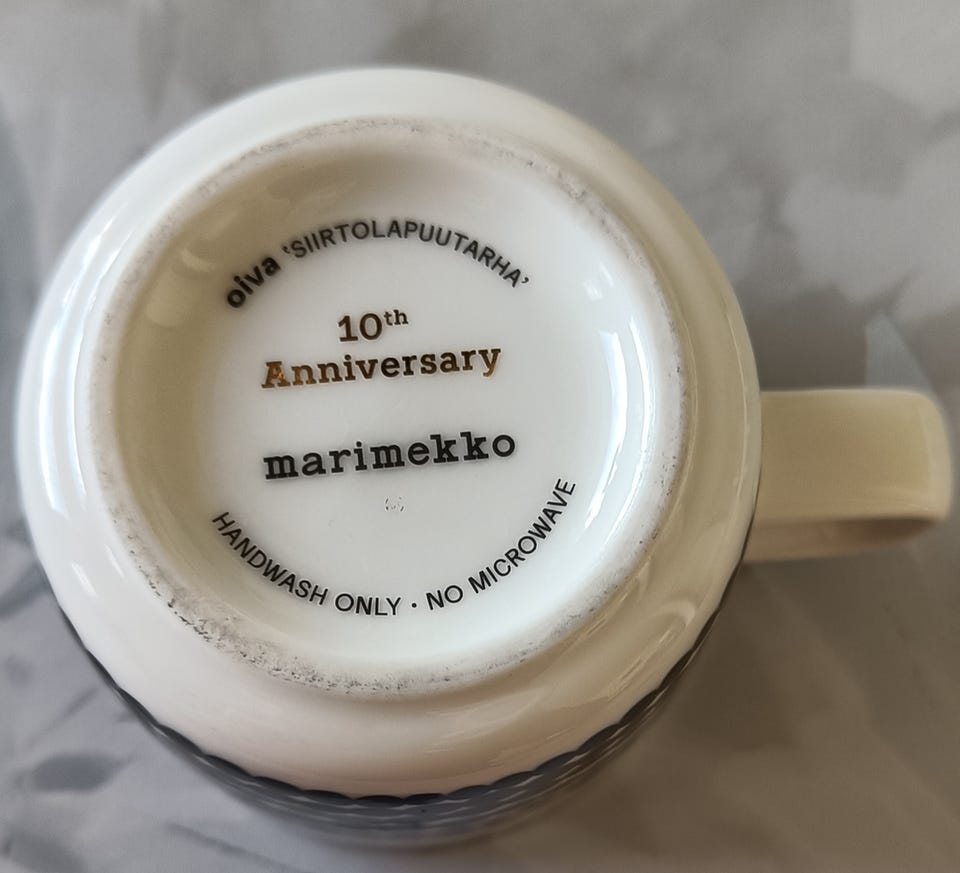 oiva 'SIIRTOLAPUUTARHA'
10th
Anniversary
marimekko
HANDWASH ONLY · NO MICROWAVE